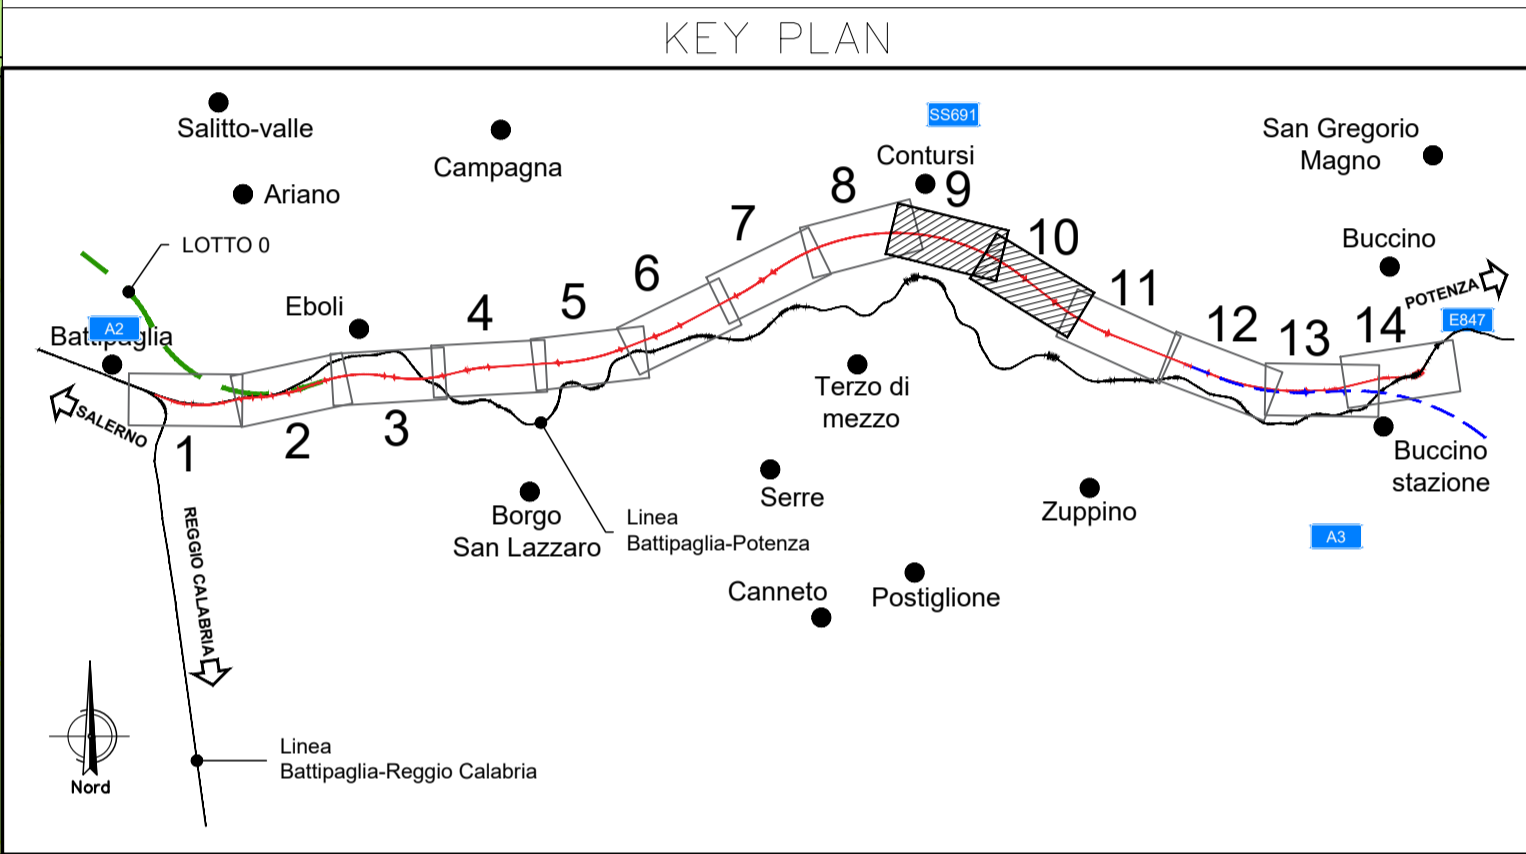 KEY PLAN
Salitto-valle
Campagna
SS691
Contursi
San Gregorio
Magno
Ariano
LOTTO 0
Eboli
Battipaglia
A2
Buccino
POTENZA
E847
1
2
3
4
5
6
7
8
9
10
11
12
13
14
SALERNO
Terzo di
mezzo
Buccino
stazione
Serre
Zuppino
Borgo
San Lazzaro
Linea
Battipaglia-Potenza
A3
REGGIO CALABRIA
Canneto
Postiglione
Linea
Battipaglia-Reggio Calabria
Nord